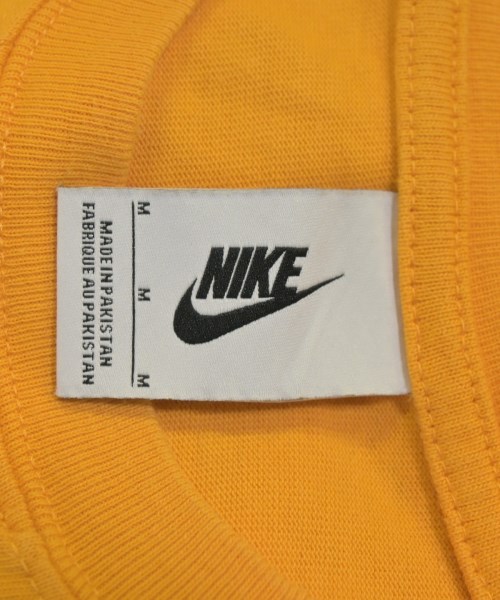 NIKE
M M M
MADE IN PAKISTAN
FABRIQUE AU PAKISTAN